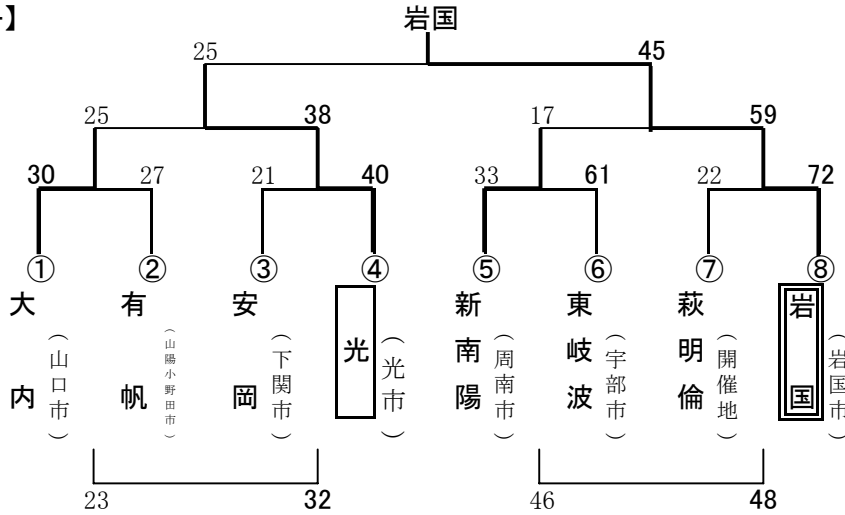 】
岩国
25 45
25 38 17 59
30 27 21 40 33 61 22 72
① ② ③ ④ ⑤ ⑥ ⑦ ⑧
大内
（山口市）
有帆
（山陽小野田市）
安岡
（下関市）
光
（光市）
新南陽
（周南市）
東岐波
（宇部市）
萩明倫
（開催地）
岩国
（岩国市）
23 32 46 48